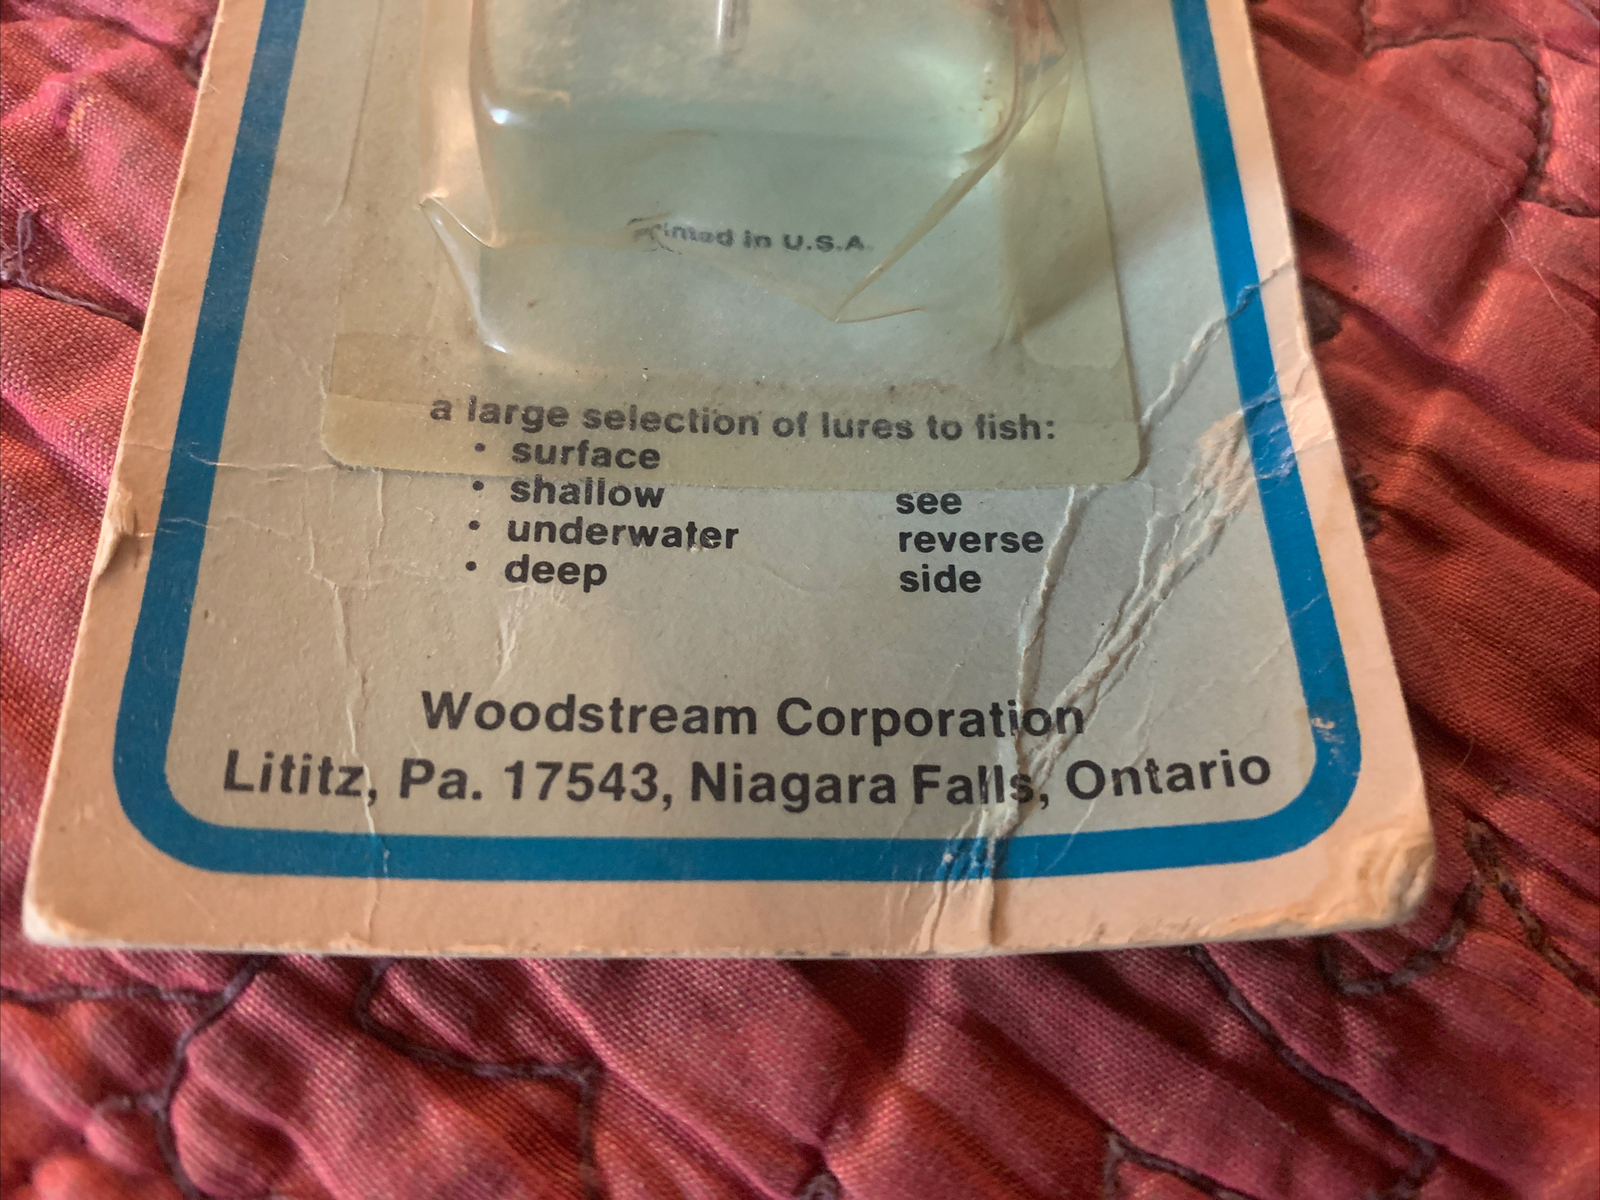 Printed in U.S.A.
a large selection of lures to fish:
• surface
• shallow see
• underwater reverse
• deep side
Woodstream Corporation
Lititz, Pa. 17543, Niagara Falls, Ontario